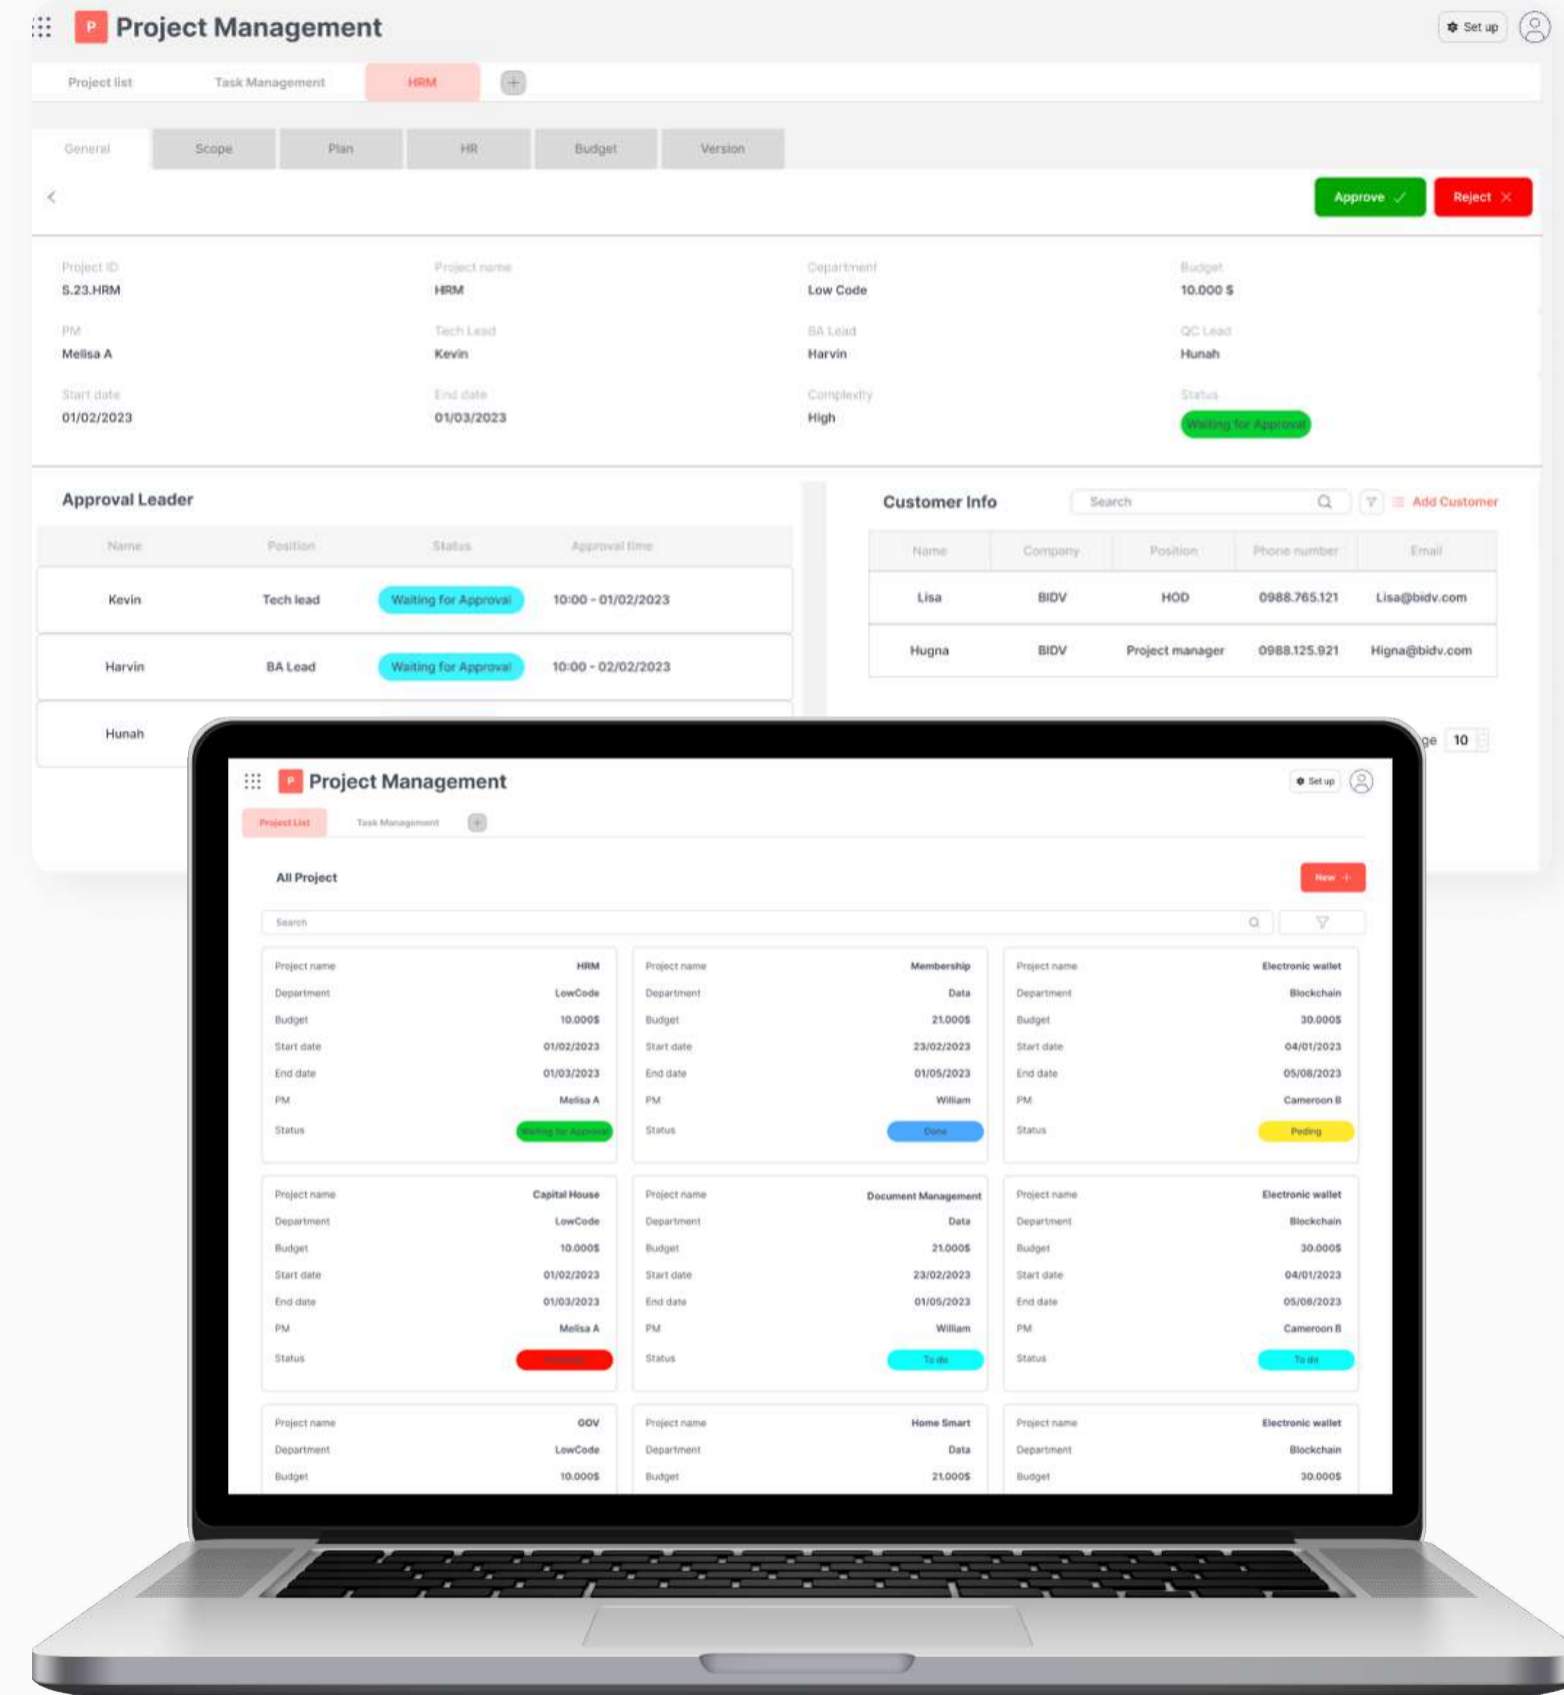 P Project Management Set up
Project list Task Management HRM
General Scope Plan HR Budget Version
Approve Reject
Project ID Project name Department Budget
S.23.HRM HRM Low Code 10.000 $
PM Tech Lead BA Lead QC Lead
Melisa A Kevin Harvin Hunah
Start date End date Complexity Status
01/02/2023 01/03/2023 High Waiting for Approval
Approval Leader
Name Position Status Approval time
Kevin Tech lead Waiting for Approval 10:00 - 01/02/2023
Harvin BA Lead Waiting for Approval 10:00 - 02/02/2023
Hunah
Customer Info Search Add Customer
Name Company Position Phone number Email
Lisa BIDV HOD 0988.765.121 Lisa@bidv.com
Hugna BIDV Project manager 0988.125.921 Higna@bidv.com
ge 10
P Project Management Set up
Project List Task Management
All Project New
Search
Project name HRM Project name Membership Project name Electronic wallet
Department LowCode Department Data Department Blockchain
Budget 10.000$ Budget 21.000$ Budget 30.000$
Start date 01/02/2023 Start date 23/02/2023 Start date 04/01/2023
End date 01/03/2023 End date 01/05/2023 End date 05/08/2023
PM Melisa A PM William PM Cameroon B
Status Waiting for Approval Status Done Status Peding
Project name Capital House Project name Document Management Project name Electronic wallet
Department LowCode Department Data Department Blockchain
Budget 10.000$ Budget 21.000$ Budget 30.000$
Start date 01/02/2023 Start date 23/02/2023 Start date 04/01/2023
End date 01/03/2023 End date 01/05/2023 End date 05/08/2023
PM Melisa A PM William PM Cameroon B
Status Status To do Status To do
Project name GOV Project name Home Smart Project name Electronic wallet
Department LowCode Department Data Department Blockchain
Budget 10.000$ Budget 21.000$ Budget 30.000$